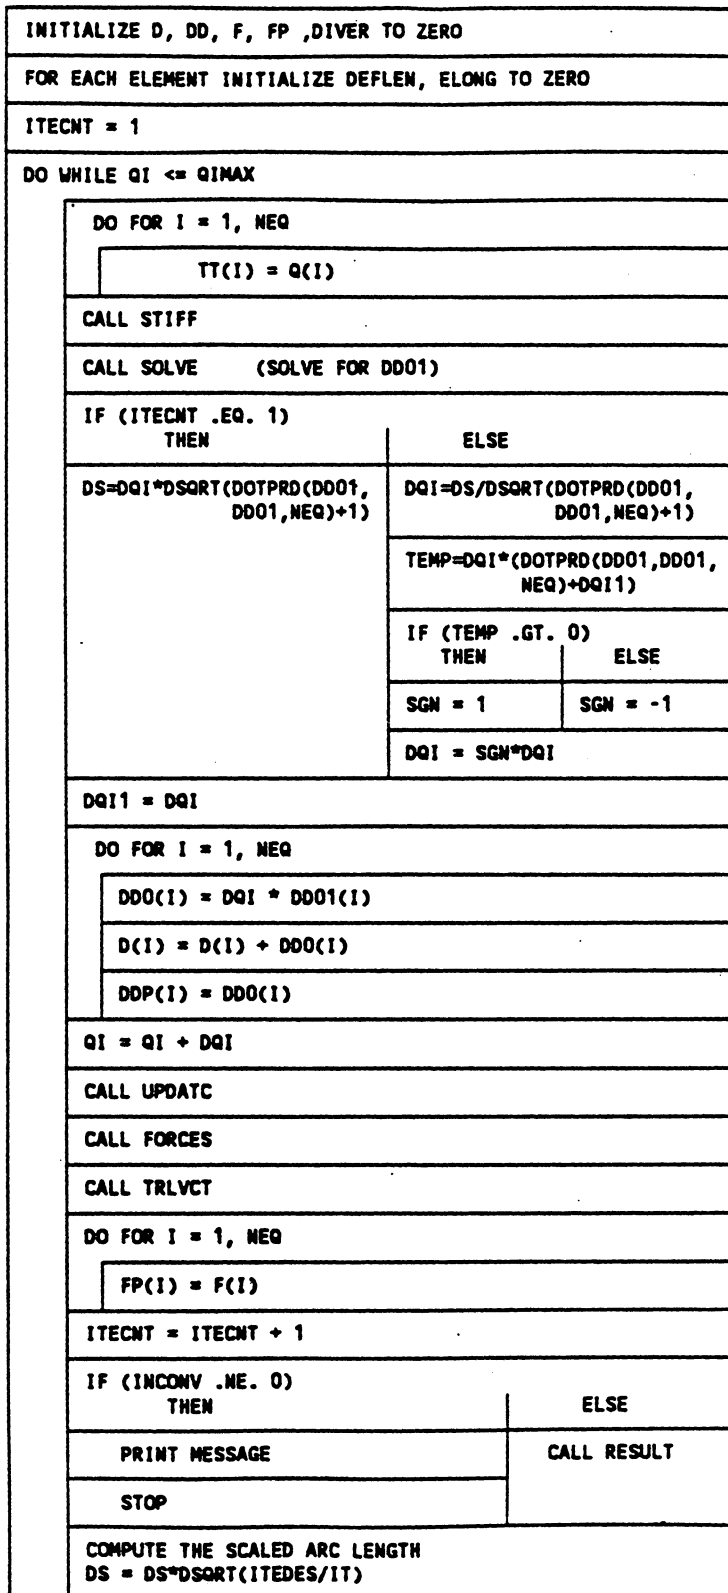 INITIALIZE D, DD, F, FP ,DIVER TO ZERO
FOR EACH ELEMENT INITIALIZE DEFLEN, ELONG TO ZERO
ITECNT = 1
DO WHILE QI <= QIMAX
DO FOR I = 1, NEQ
TT(I) = Q(I)
CALL STIFF
CALL SOLVE (SOLVE FOR DD01)
IF (ITECNT .EQ. 1)
THEN ELSE
DS=DQI*DSQRT(DOTPRD(DD01,
DD01,NEQ)+1)
DQI=DS/DSQRT(DOTPRD(DD01,
DD01,NEQ)+1)
TEMP=DQI*(DOTPRD(DD01,DD01,
NEQ)+DQI1)
IF (TEMP .GT. 0)
THEN ELSE
SGN = 1 SGN = -1
DQI = SGN*DQI
DQI1 = DQI
DO FOR I = 1, NEQ
DD0(I) = DQI * DD01(I)
D(I) = D(I) + DD0(I)
DDP(I) = DD0(I)
QI = QI + DQI
CALL UPDATC
CALL FORCES
CALL TRLVCT
DO FOR I = 1, NEQ
FP(I) = F(I)
ITECNT = ITECNT + 1
IF (INCONV .NE. 0)
THEN ELSE
PRINT MESSAGE CALL RESULT
STOP
COMPUTE THE SCALED ARC LENGTH
DS = DS*DSQRT(ITEDES/IT)